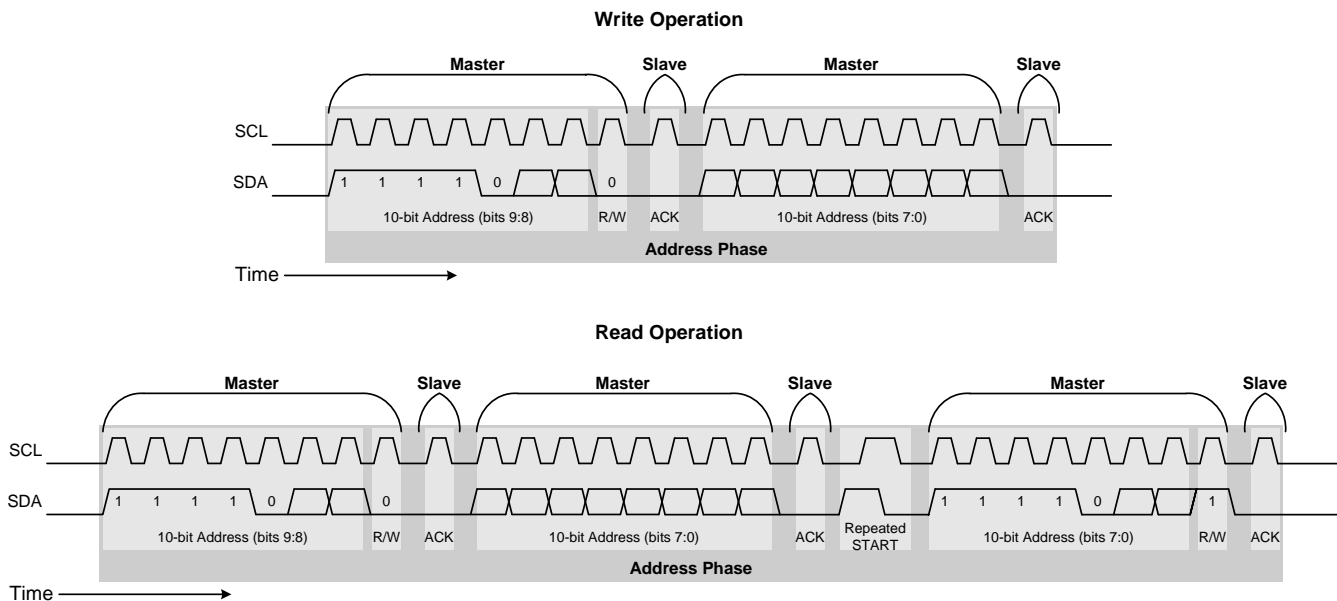 Write Operation
Master Slave Master Slave
SCL
SDA 1 1 1 1 0 0
10-bit Address (bits 9:8) R/W ACK 10-bit Address (bits 7:0) ACK
Address Phase
Time
Read Operation
Master Slave Master Slave Master Slave
SCL
SDA 1 1 1 1 0 0 1 1 1 1 0 1
10-bit Address (bits 9:8) R/W ACK 10-bit Address (bits 7:0) ACK Repeated START 10-bit Address (bits 7:0) R/W ACK
Address Phase
Time